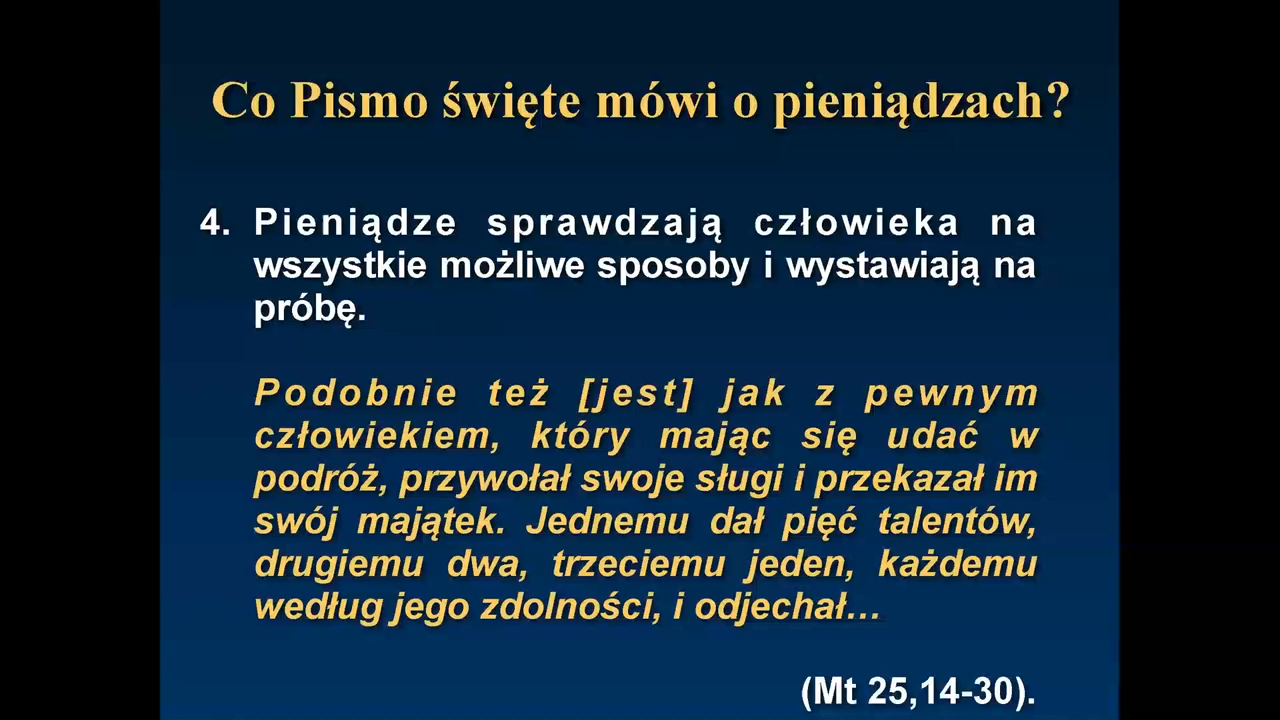 Co Pismo święte mówi o pieniądzach?
4. Pieniądze sprawdzają człowieka na
wszystkie możliwe sposoby i wystawiają na
próbę.
Podobnie też [jest] jak z pewnym
człowiekiem, który mając się udać w
podróż, przywołał swoje sługi i przekazał im
swój majątek. Jednemu dał pięć talentów,
drugiemu dwa, trzeciemu jeden, każdemu
według jego zdolności, i odjechał…
(Mt 25,14-30).